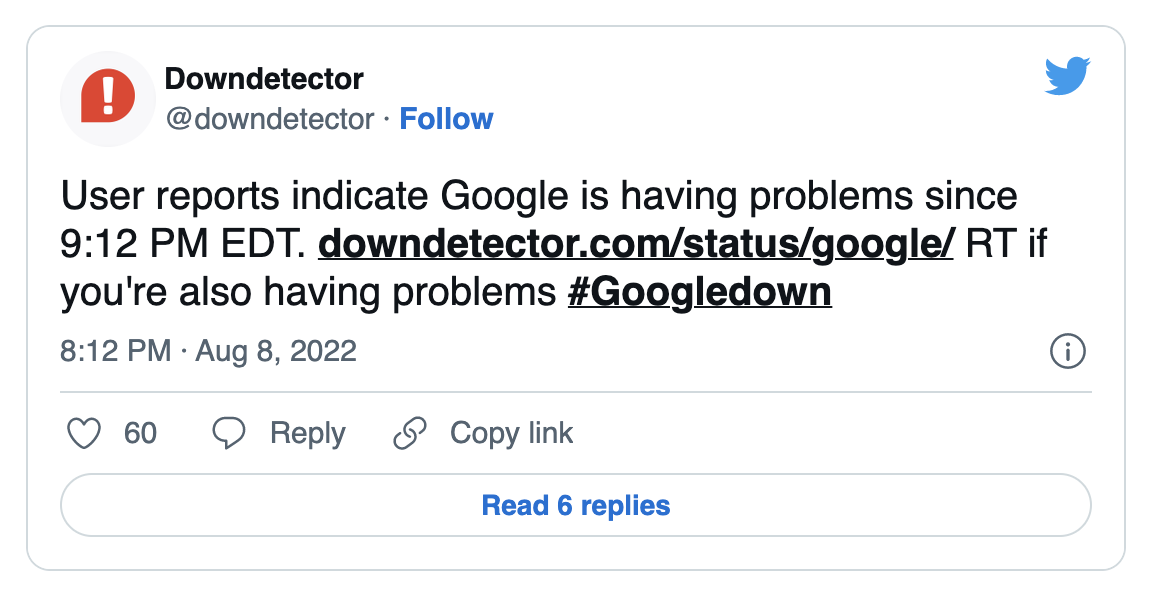 Downdetector
@downdetector · Follow
User reports indicate Google is having problems since
9:12 PM EDT. downdetector.com/status/google/ RT if
you're also having problems #Googledown
8:12 PM · Aug 8, 2022
60 Reply Copy link
Read 6 replies